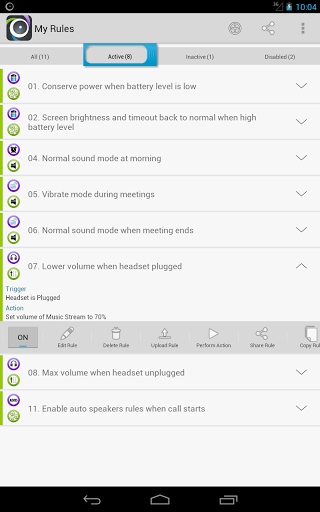 10:04
My Rules
All (11)
Active (8)
Inactive (1)
Disabled (2)
01. Conserve power when battery level is low
02. Screen brightness and timeout back to normal when high
battery level
04. Normal sound mode at morning
05. Vibrate mode during meetings
06. Normal sound mode when meeting ends
07. Lower volume when headset plugged
Trigger
Headset is Plugged
Action
Set volume of Music Stream to 70%
ON
Edit Rule
Delete Rule
Upload Rule
Perform Action
Share Rule
Copy Rul
08. Max volume when headset unplugged
11. Enable auto speakers rules when call starts